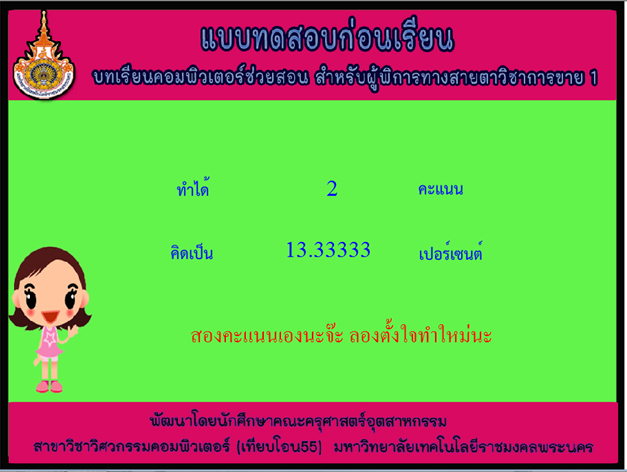 แบบทดสอบก่อนเรียน
บทเรียนคอมพิวเตอร์ช่วยสอน สำหรับผู้พิการทางสายตาวิชาการขาย 1
ทำได้ 2 คะแนน
คิดเป็น 13.33333 เปอร์เซนต์
สองคะแนนเองนะจ๊ะ ลองตั้งใจทำใหม่นะ
พัฒนาโดยนักศึกษาคณะครุศาสตร์อุตสาหกรรม
สาขาวิชาวิศวกรรมคอมพิวเตอร์ (เทียบโอน55) มหาวิทยาลัยเทคโนโลยีราชมงคลพระนคร